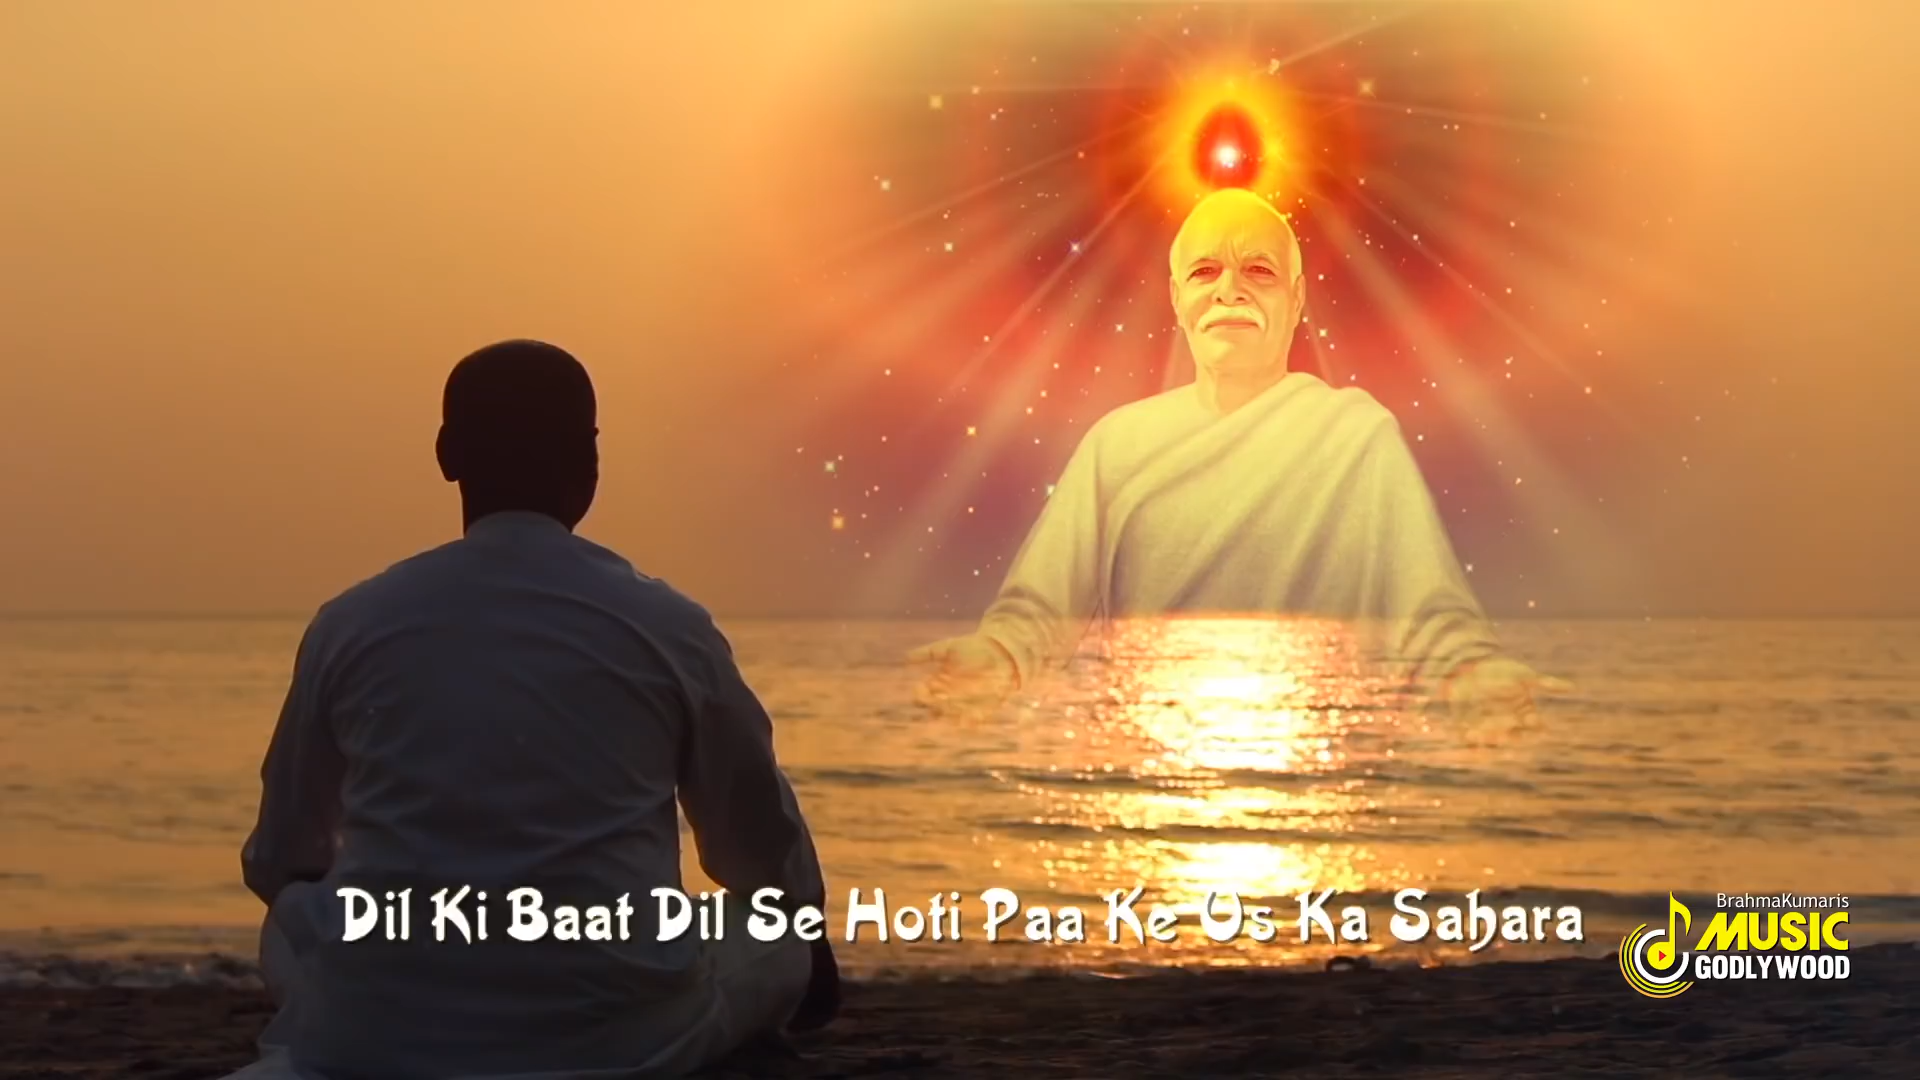 Dil Ki Baat Dil Se Hoti Paa Ke Us Ka Sahara
BrahmaKumaris
MUSIC
GODLYWOOD